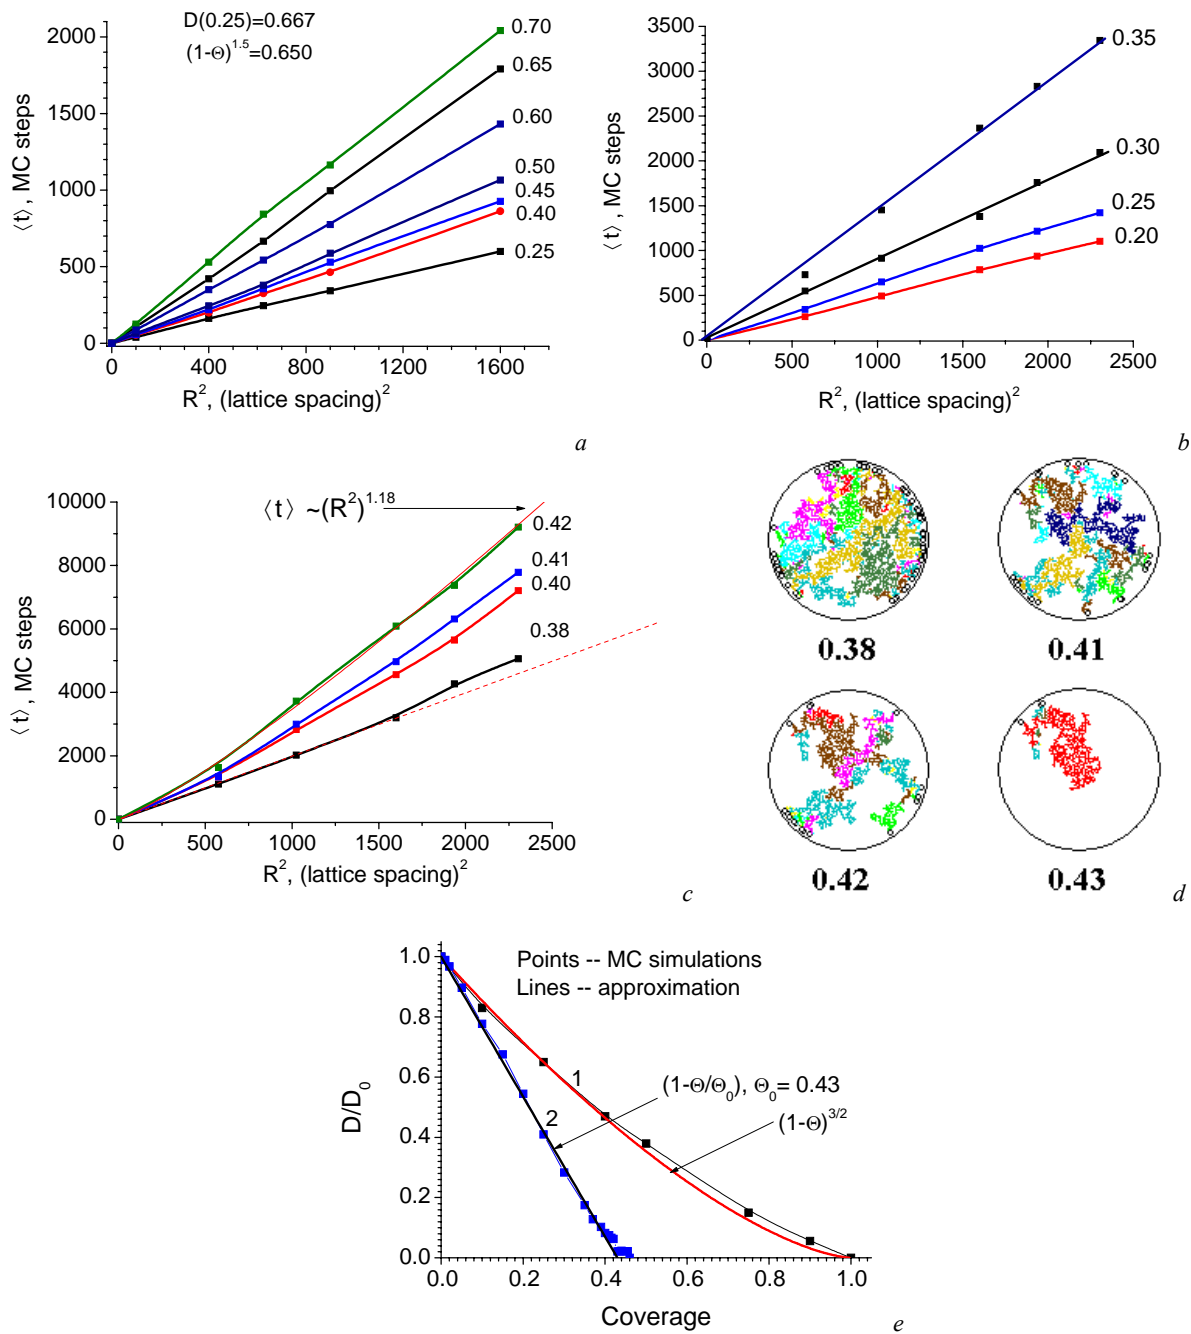 D(0.25)=0.667
(1-Θ)^1.5=0.650
2000
1500
1000
500
0
0 400 800 1200 1600
⟨t⟩, MC steps
R², (lattice spacing)²
0.70
0.65
0.60
0.50
0.45
0.40
0.25
a
3500
3000
2500
2000
1500
1000
500
0
0 500 1000 1500 2000 2500
⟨t⟩, MC steps
R², (lattice spacing)²
0.35
0.30
0.25
0.20
b
10000
8000
6000
4000
2000
0
0 500 1000 1500 2000 2500
⟨t⟩, MC steps
R², (lattice spacing)²
⟨t⟩ ~(R²)^1.18
0.42
0.41
0.40
0.38
c
0.38
0.41
0.42
0.43
d
1.0
0.8
0.6
0.4
0.2
0.0
0.0 0.2 0.4 0.6 0.8 1.0
D/D₀
Coverage
Points -- MC simulations
Lines -- approximation
1
2
(1-Θ/Θ₀), Θ₀= 0.43
(1-Θ)^3/2
e